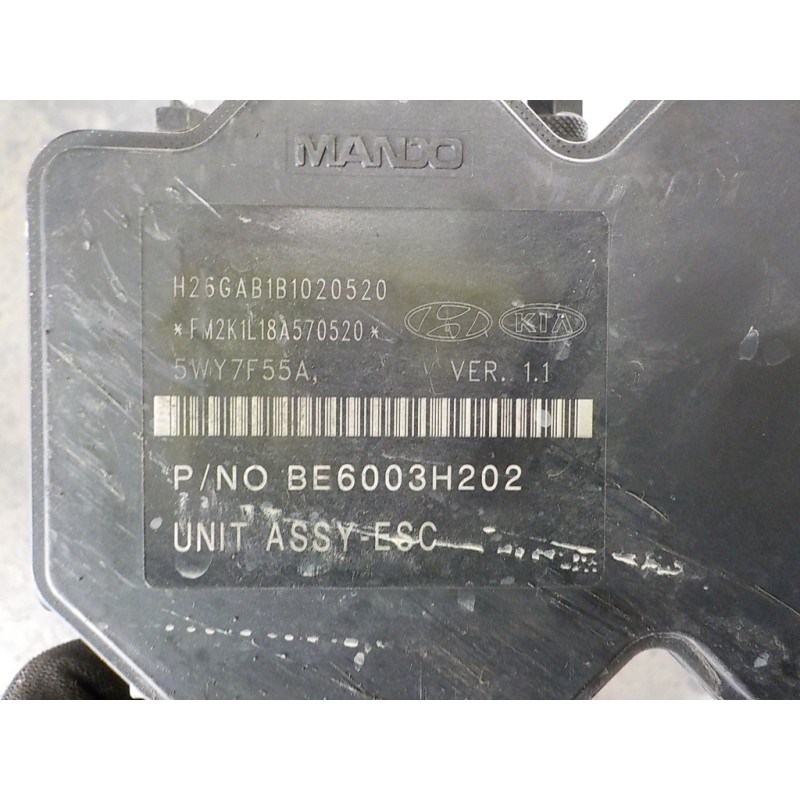 MANDO
H26GAB1B1020520
*FM2K1L18A570520*
KIA
5WY7F55A,
VER. 1.1
P/NO BE6003H202
UNIT ASSY-ESC